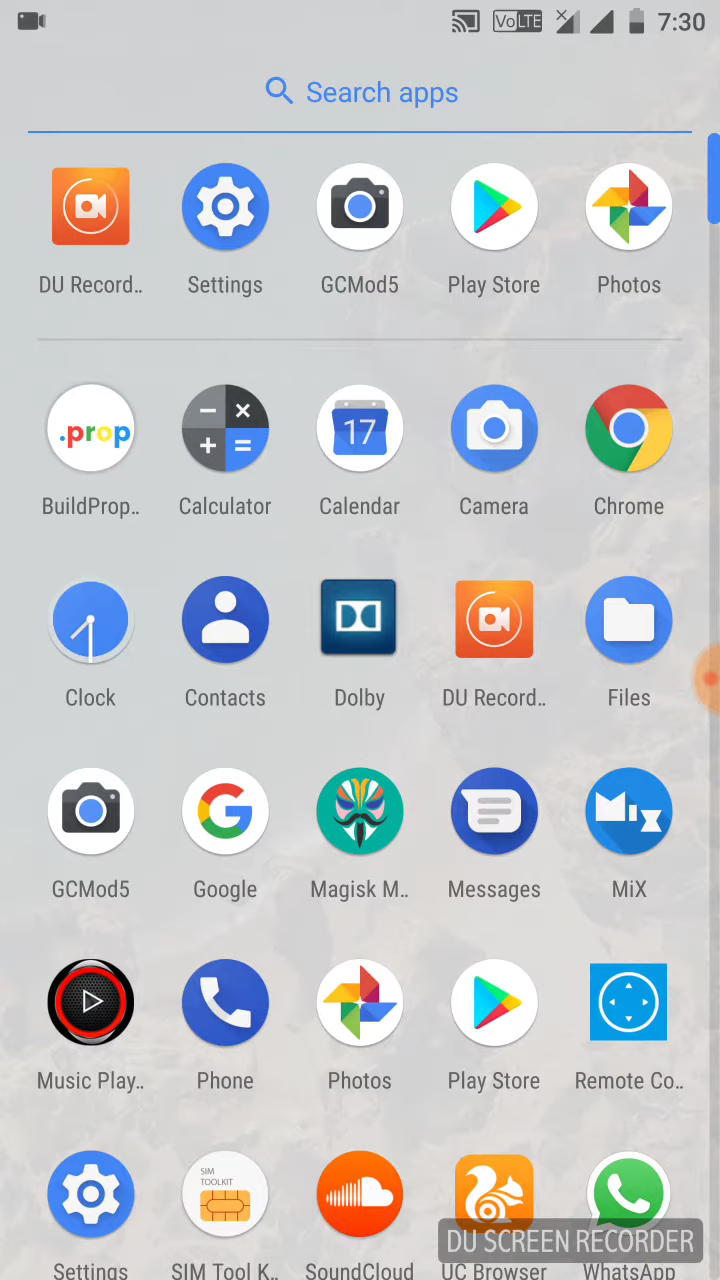 VoLTE 7:30
Search apps
DU Record.. Settings GCMod5 Play Store Photos
.prop
17
BuildProp.. Calculator Calendar Camera Chrome
Clock Contacts Dolby DU Record.. Files
G
GCMod5 Google Magisk M.. Messages MiX
Music Play.. Phone Photos Play Store Remote Co..
SIM
TOOLKIT
DU SCREEN RECORDER
Settings SIM Tool K.. SoundCloud UC Browser WhatsApp